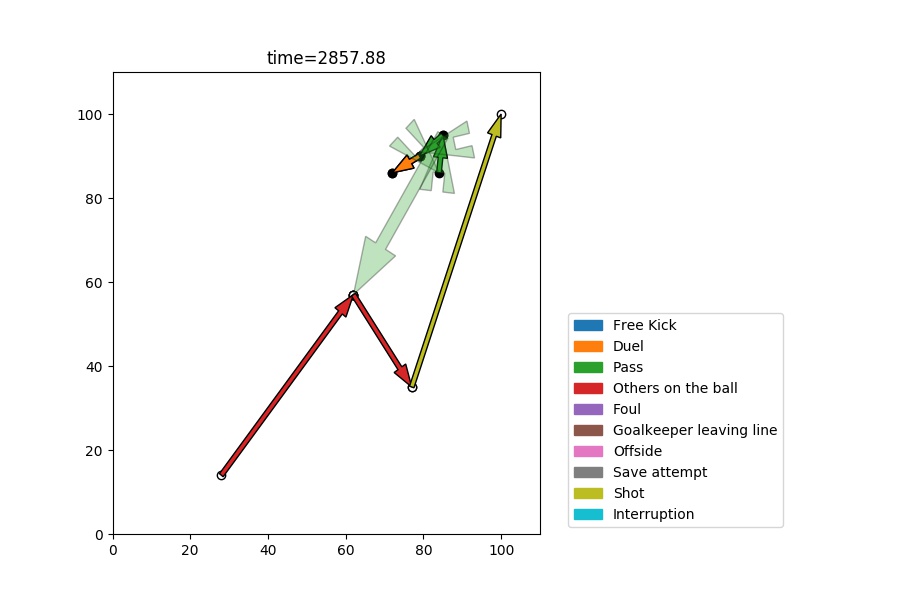 time=2857.88
100
80
60
40
20
0
0 20 40 60 80 100
Free Kick
Duel
Pass
Others on the ball
Foul
Goalkeeper leaving line
Offside
Save attempt
Shot
Interruption